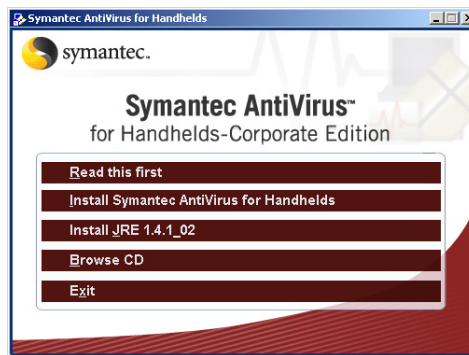 Symantec AntiVirus for Handhelds
symantec.
Symantec AntiVirus™
for Handhelds-Corporate Edition
Read this first
Install Symantec AntiVirus for Handhelds
Install JRE 1.4.1_02
Browse CD
Exit